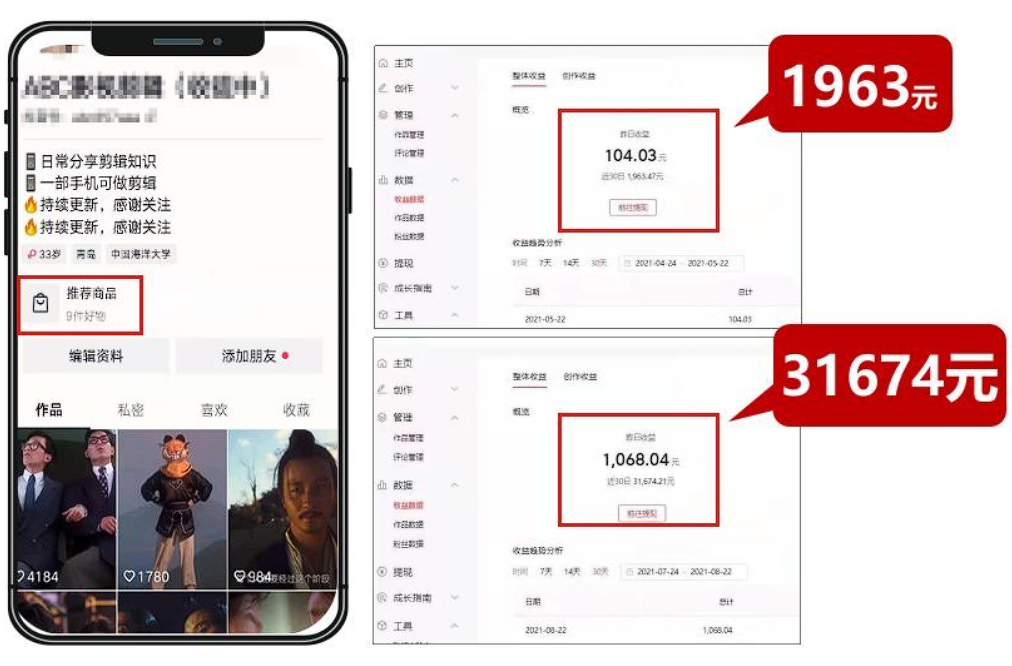 日常分享剪辑知识
一部手机可做剪辑
持续更新，感谢关注
持续更新，感谢关注
33岁 青岛 中国海洋大学
推荐商品
9件好物
编辑资料 添加朋友
作品 私密 喜欢 收藏
4184 1780 984
经过这个阶段
主页
创作
管理
作品管理
评论管理
数据
收益数据
作品数据
粉丝数据
提现
成长指南
工具
整体收益 创作收益
概览
昨日收益
104.03元
近30日 1,963.47元
前往提现
收益趋势分析
时间 7天 14天 30天 2021-04-24 - 2021-05-22
日期 总计
2021-05-22 104.03
1963元
主页
创作
管理
作品管理
评论管理
数据
收益数据
作品数据
粉丝数据
提现
成长指南
工具
整体收益 创作收益
概览
昨日收益
1,068.04元
近30日 31,674.21元
前往提现
收益趋势分析
时间 7天 14天 30天 2021-07-24 - 2021-08-22
日期 总计
2021-08-22 1,068.04
31674元